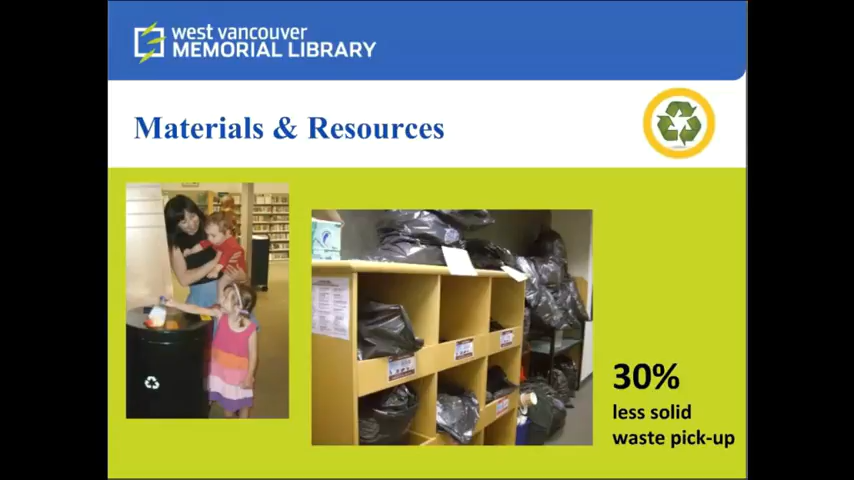 west vancouver
MEMORIAL LIBRARY
Materials & Resources
30%
less solid
waste pick-up